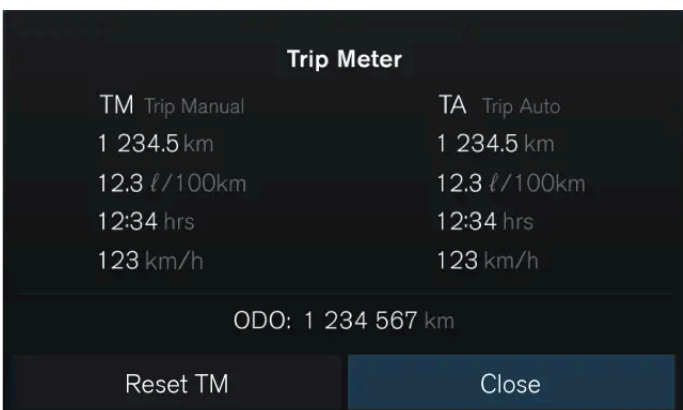 Trip Meter
TM Trip Manual TA Trip Auto
1 234.5 km 1 234.5 km
12.3 ℓ/100km 12.3 ℓ/100km
12:34 hrs 12:34 hrs
123 km/h 123 km/h
ODO: 1 234 567 km
Reset TM Close